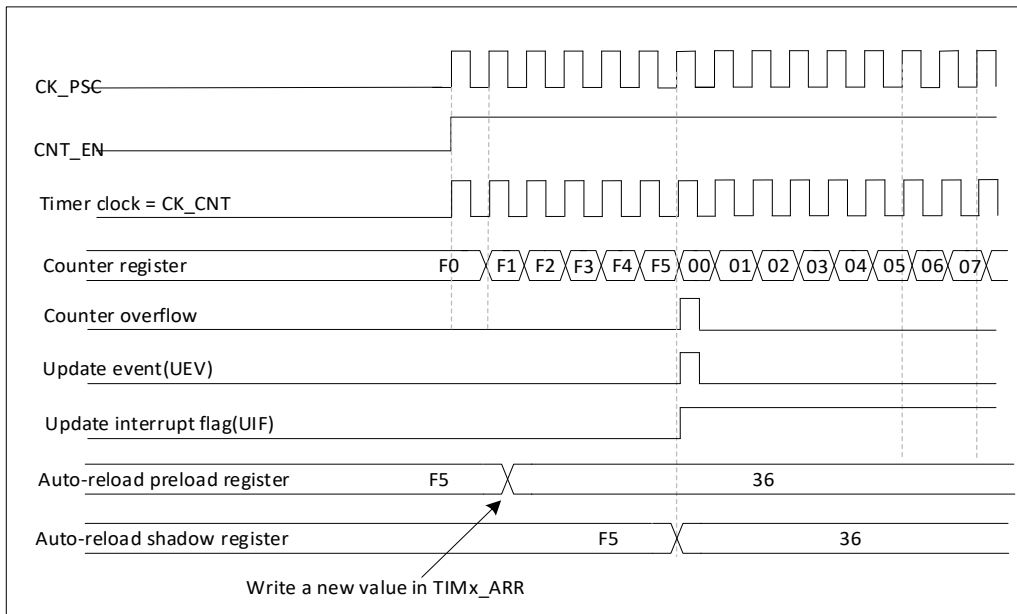 CK_PSC
CNT_EN
Timer clock = CK_CNT
Counter register F0 F1 F2 F3 F4 F5 00 01 02 03 04 05 06 07
Counter overflow
Update event(UEV)
Update interrupt flag(UIF)
Auto-reload preload register F5 36
Auto-reload shadow register F5 36
Write a new value in TIMx_ARR